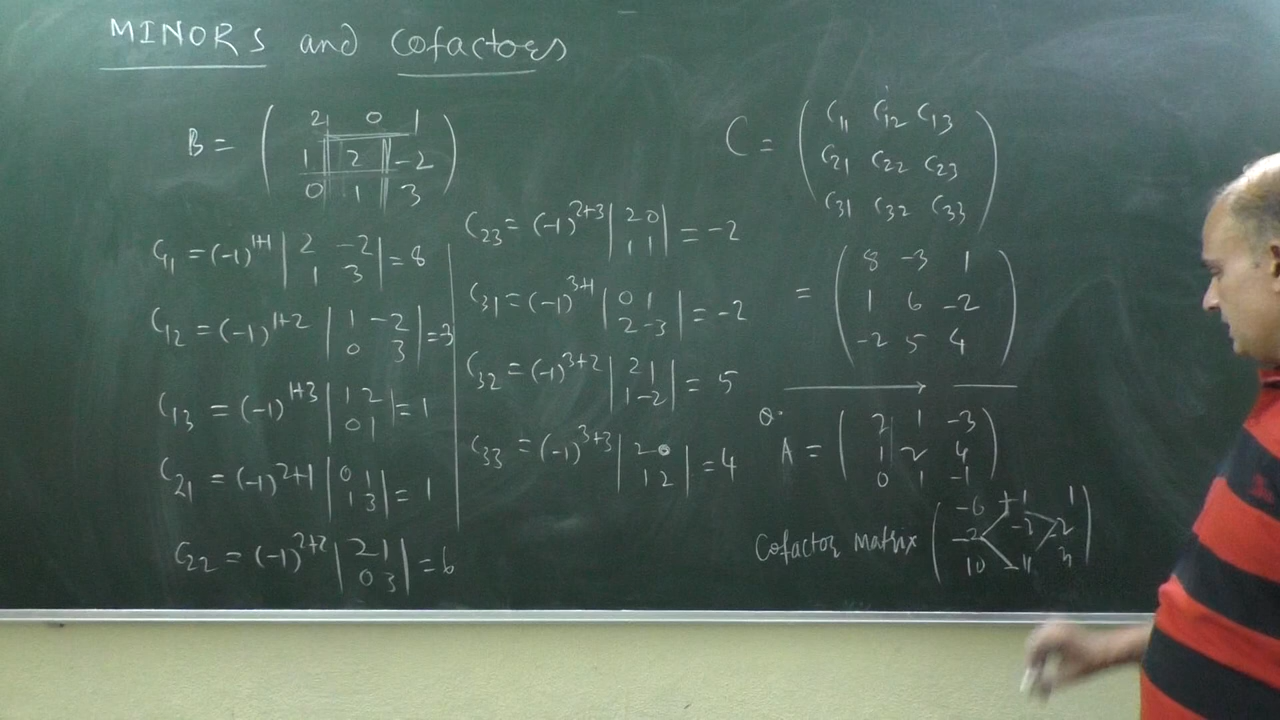 MINORS and Cofactors
B = ( 2 0 1
1 2 -2
0 1 3 )
C11 = (-1)^1+1 | 2 -2
1 3 | = 8
C12 = (-1)^1+2 | 1 -2
0 3 | = -3
C13 = (-1)^1+3 | 1 2
0 1 | = 1
C21 = (-1)^2+1 | 0 1
1 3 | = 1
C22 = (-1)^2+2 | 2 1
0 3 | = 6
C23 = (-1)^2+3 | 2 0
1 1 | = -2
C31 = (-1)^3+1 | 0 1
2 -3 | = -2
C32 = (-1)^3+2 | 2 1
1 -2 | = 5
C33 = (-1)^3+3 | 2 0
1 2 | = 4
C = ( C11 C12 C13
C21 C22 C23
C31 C32 C33 )
= ( 8 -3 1
1 6 -2
-2 5 4 )
Q.
A = ( 2 1 -3
1 2 4
0 1 -1 )
Cofactor matrix ( -6 +1 1
-2 -2 -2
10 -11 3 )